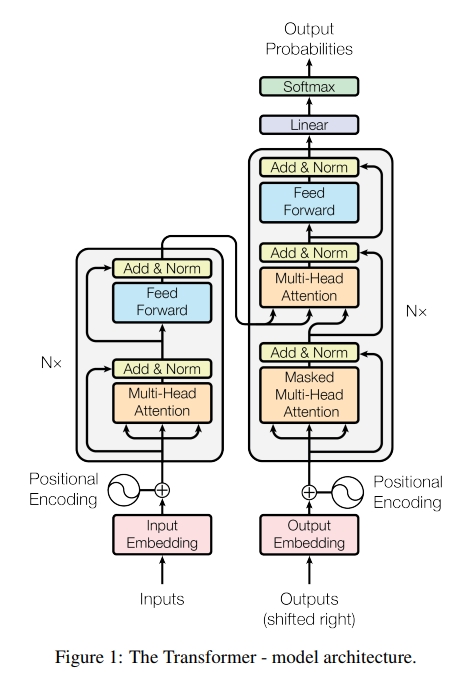 Output
Probabilities
Softmax
Linear
Add & Norm
Feed
Forward
Add & Norm
Multi-Head
Attention
Add & Norm
Masked
Multi-Head
Attention
Nx
Add & Norm
Feed
Forward
Add & Norm
Multi-Head
Attention
Nx
Positional
Encoding
Positional
Encoding
Input
Embedding
Output
Embedding
Inputs
Outputs
(shifted right)
Figure 1: The Transformer - model architecture.